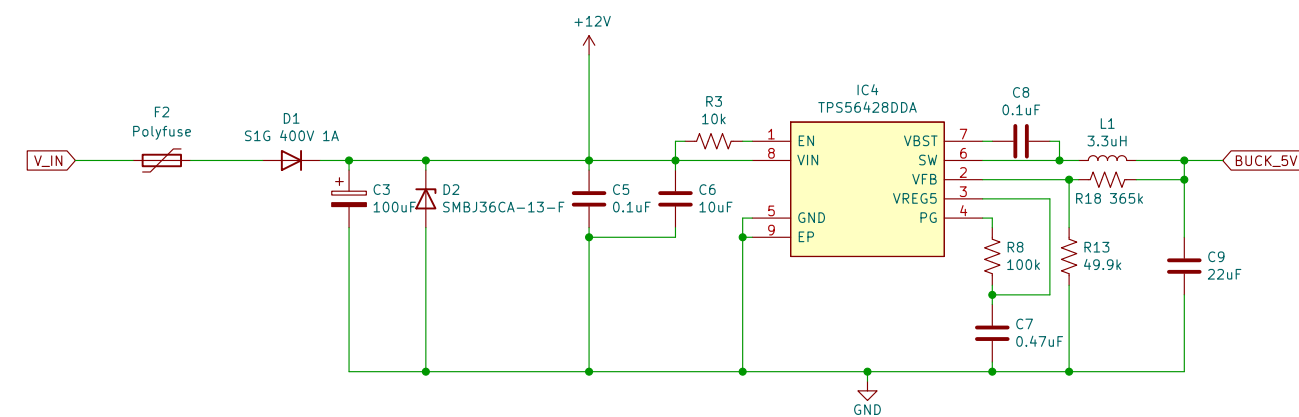 +12V
F2
Polyfuse
D1
S1G 400V 1A
V_IN
C3
100uF
D2
SMBJ36CA-13-F
C5
0.1uF
C6
10uF
R3
10k
IC4
TPS56428DDA
1 EN
8 VIN
5 GND
9 EP
VBST 7
SW 6
VFB 2
VREG5 3
PG 4
C8
0.1uF
L1
3.3uH
BUCK_5V
R18 365k
R8
100k
R13
49.9k
C9
22uF
C7
0.47uF
+
GND